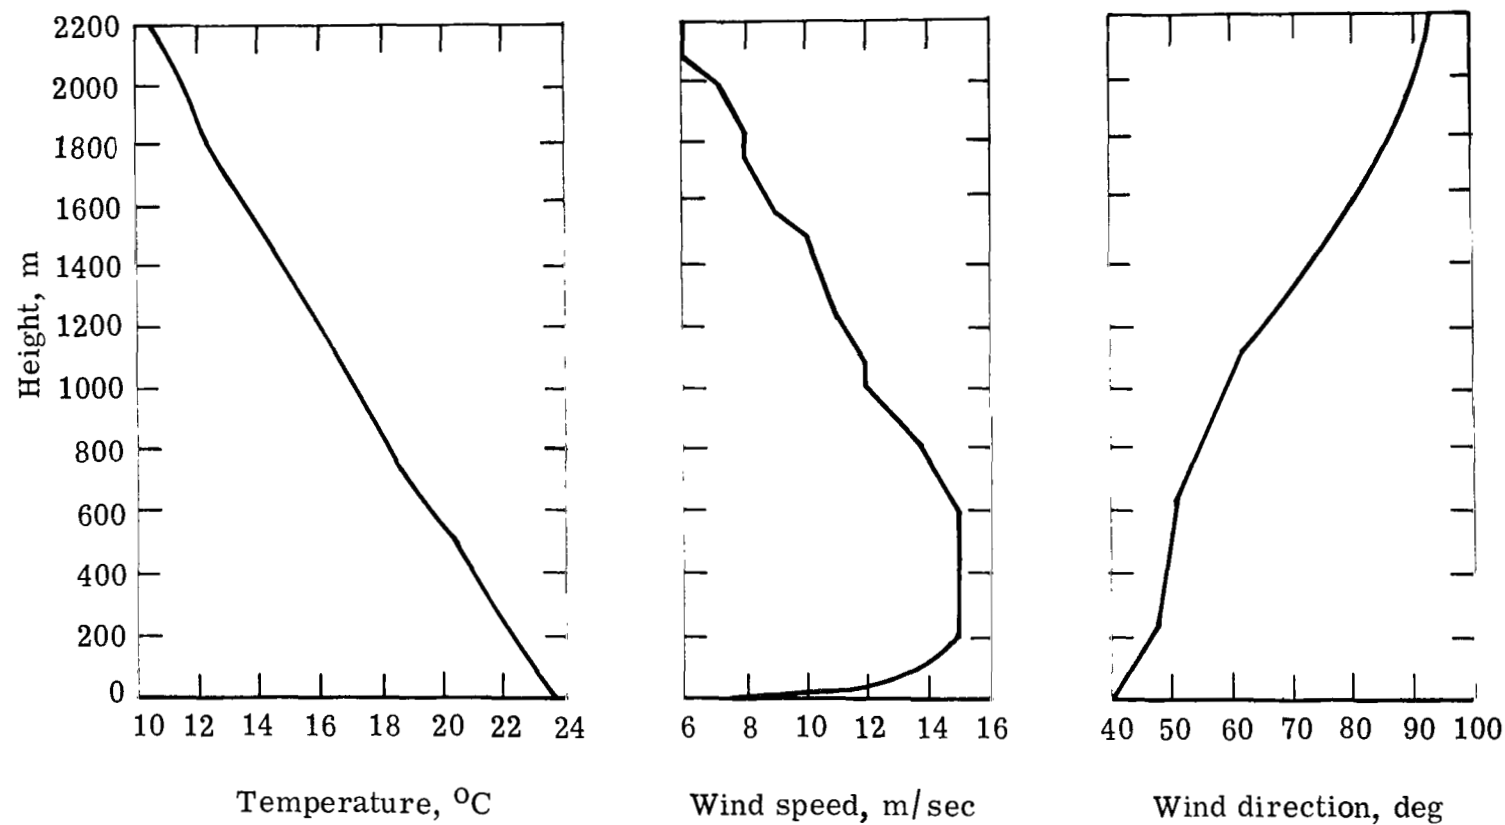 2200
2000
1800
1600
1400
1200
1000
800
600
400
200
0
Height, m
10 12 14 16 18 20 22 24
Temperature, °C
6 8 10 12 14 16
Wind speed, m/sec
40 50 60 70 80 90 100
Wind direction, deg